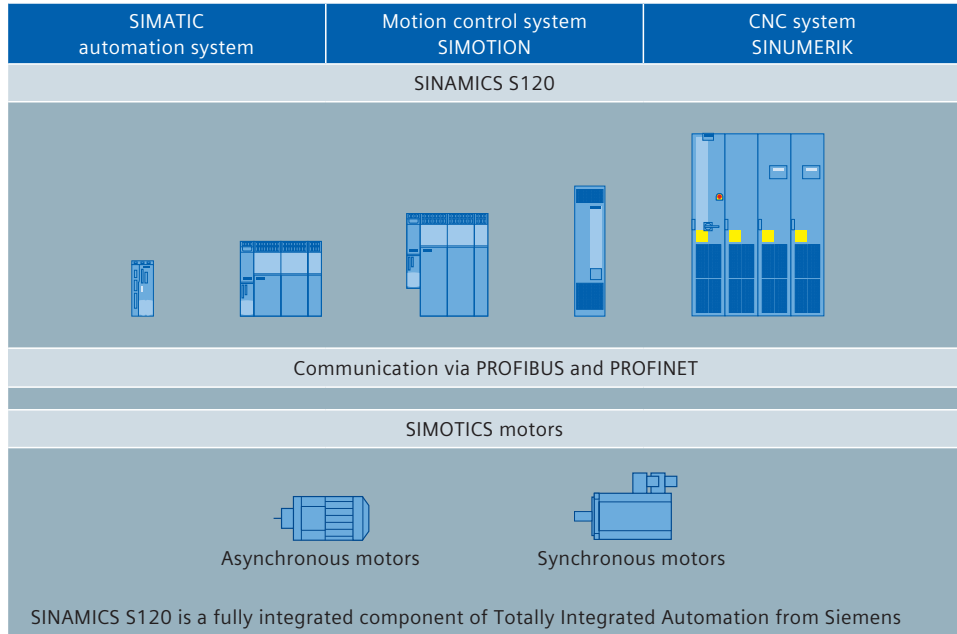 SIMATIC
automation system
Motion control system
SIMOTION
CNC system
SINUMERIK
SINAMICS S120
Communication via PROFIBUS and PROFINET
SIMOTICS motors
Asynchronous motors
Synchronous motors
SINAMICS S120 is a fully integrated component of Totally Integrated Automation from Siemens